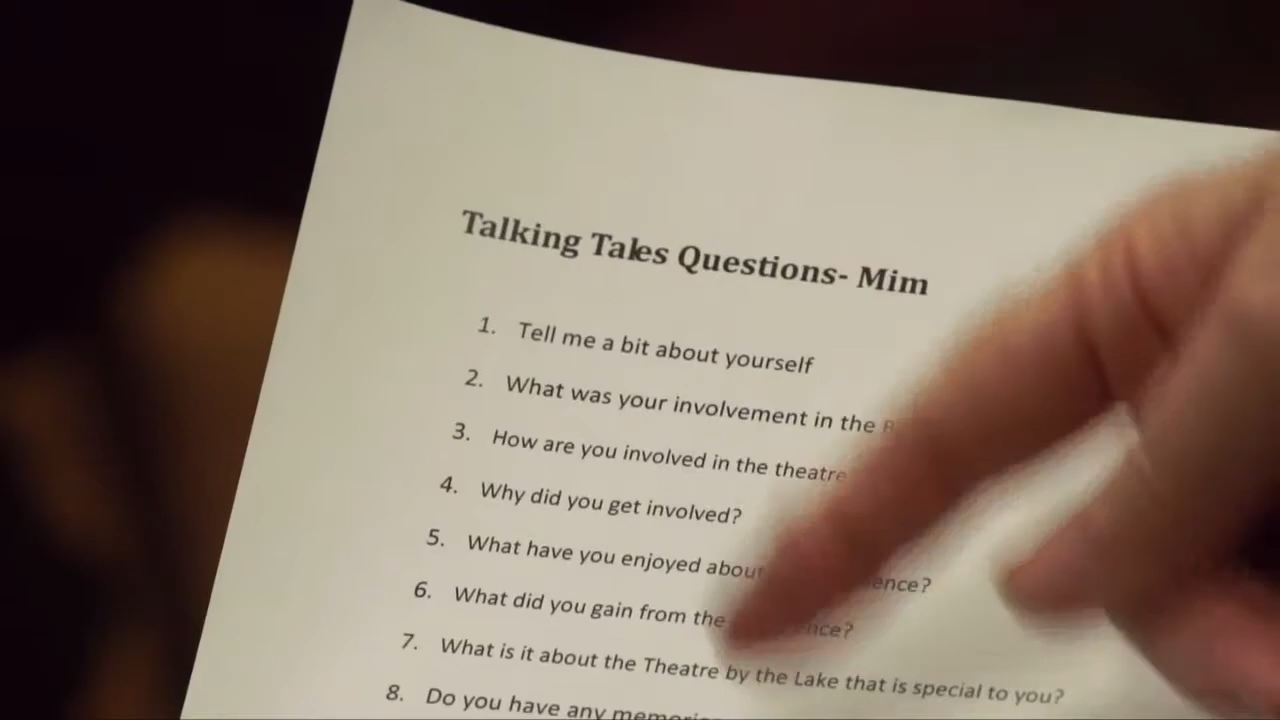 Talking Tales Questions- Mim
1. Tell me a bit about yourself
2. What was your involvement in the
3. How are you involved in the theatre
4. Why did you get involved?
5. What have you enjoyed about
6. What did you gain from the
7. What is it about the Theatre by the Lake that is special to you?
8. Do you have any